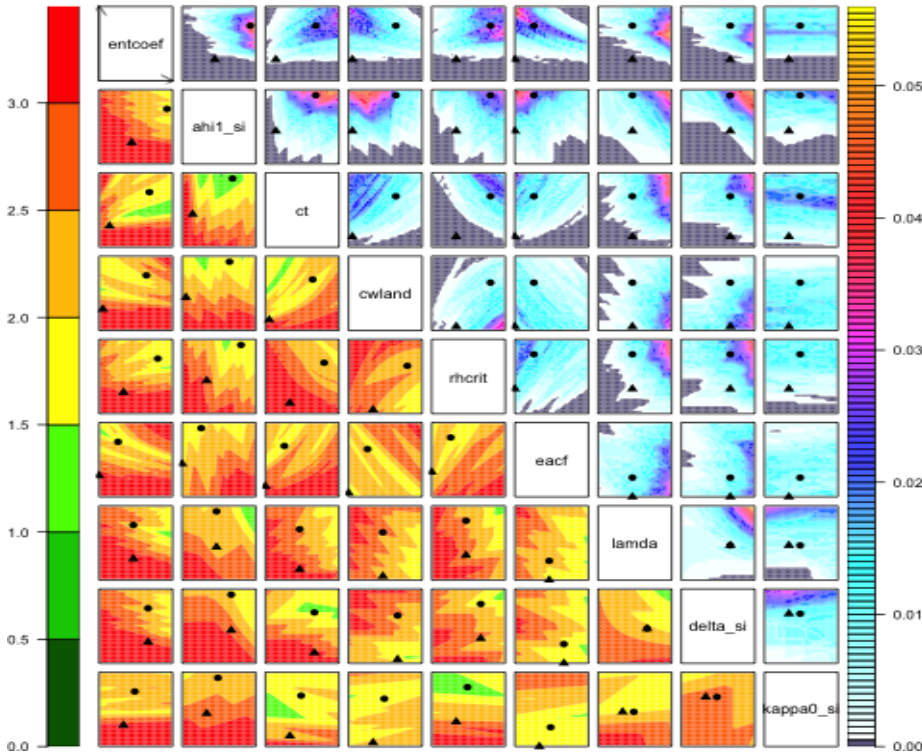 entcoef
0.05
3.0
ahi1_si
0.04
2.5
ct
2.0
cwland
0.03
rhcrit
1.5
eacf
0.02
1.0
lamda
0.01
0.5
delta_si
kappa0_si
0.0
0.00